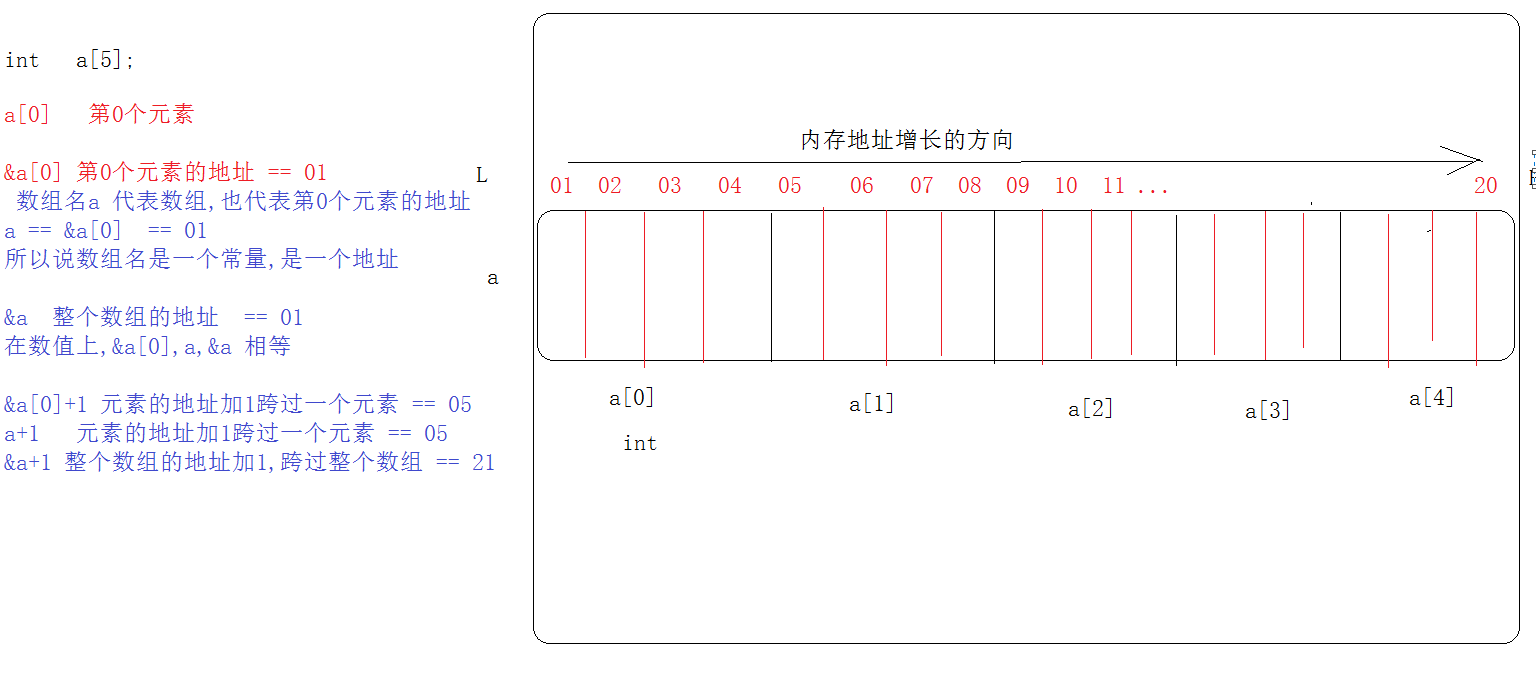 int   a[5];
a[0]   第0个元素
&a[0] 第0个元素的地址 == 01
数组名a 代表数组,也代表第0个元素的地址
a == &a[0]  == 01
所以说数组名是一个常量,是一个地址
&a  整个数组的地址  == 01
在数值上,&a[0],a,&a 相等
&a[0]+1 元素的地址加1跨过一个元素 == 05
a+1   元素的地址加1跨过一个元素 == 05
&a+1 整个数组的地址加1,跨过整个数组 == 21
L
a
内存地址增长的方向
01 02 03 04 05 06 07 08 09 10 11 ... 20
a[0] a[1] a[2] a[3] a[4]
int